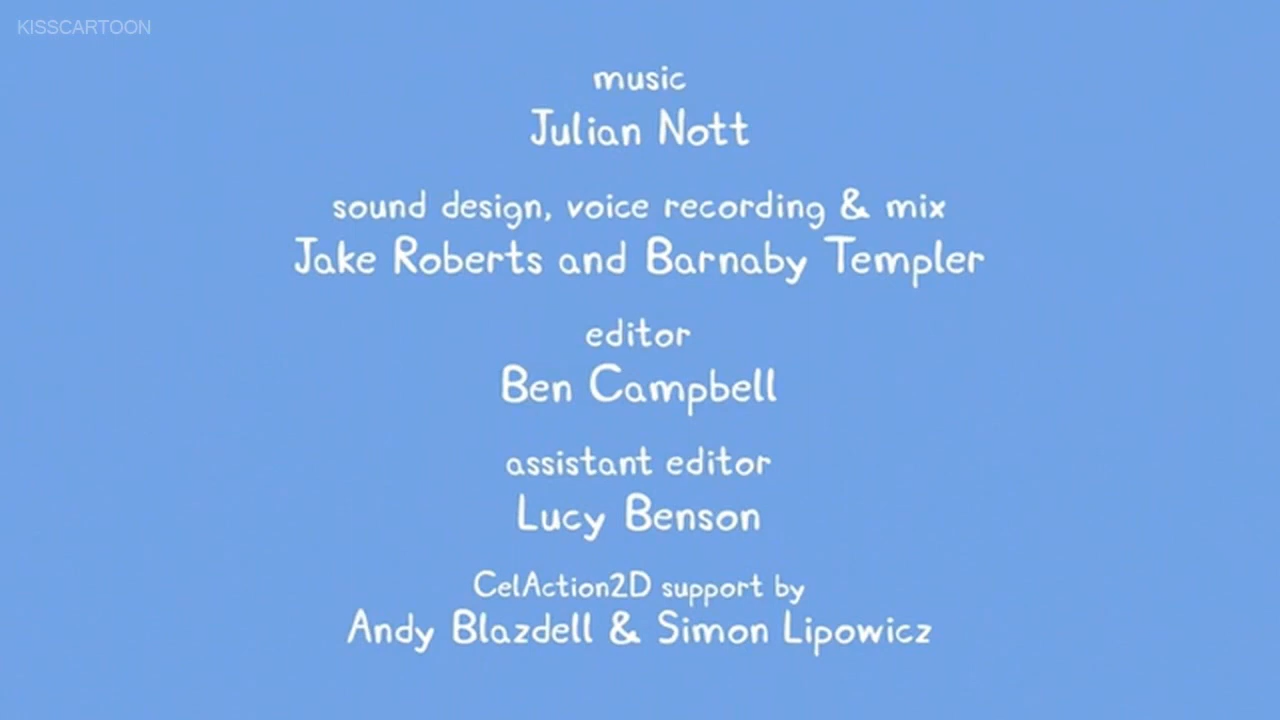 KISSCARTOON
music
Julian Nott
sound design, voice recording & mix
Jake Roberts and Barnaby Templer
editor
Ben Campbell
assistant editor
Lucy Benson
CelAction2D support by
Andy Blazdell & Simon Lipowicz